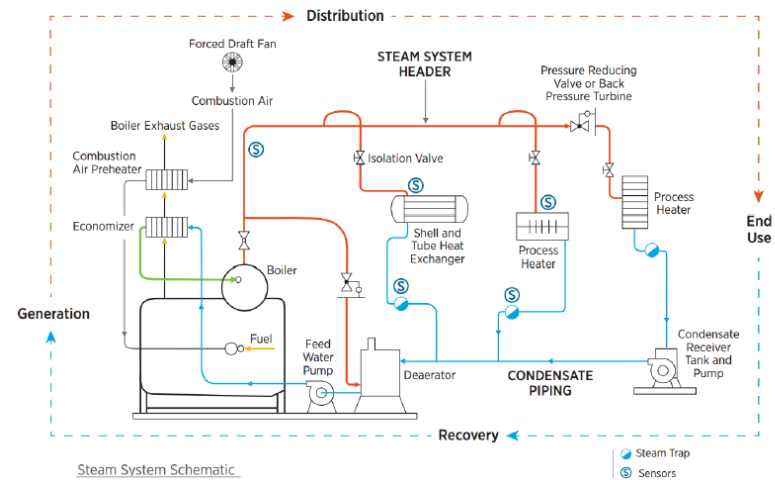 Distribution
Forced Draft Fan
STEAM SYSTEM
HEADER
Pressure Reducing
Valve or Back
Pressure Turbine
Combustion Air
Boiler Exhaust Gases
S
Isolation Valve
Combustion
Air Preheater
S
S
Process
Heater
Economizer
Shell and
Tube Heat
Exchanger
End
Use
Process
Heater
Boiler
S
S
Generation
Fuel
Feed
Water
Pump
Deaerator
CONDENSATE
PIPING
Condensate
Receiver
Tank and
Pump
Recovery
Steam Trap
S Sensors
Steam System Schematic